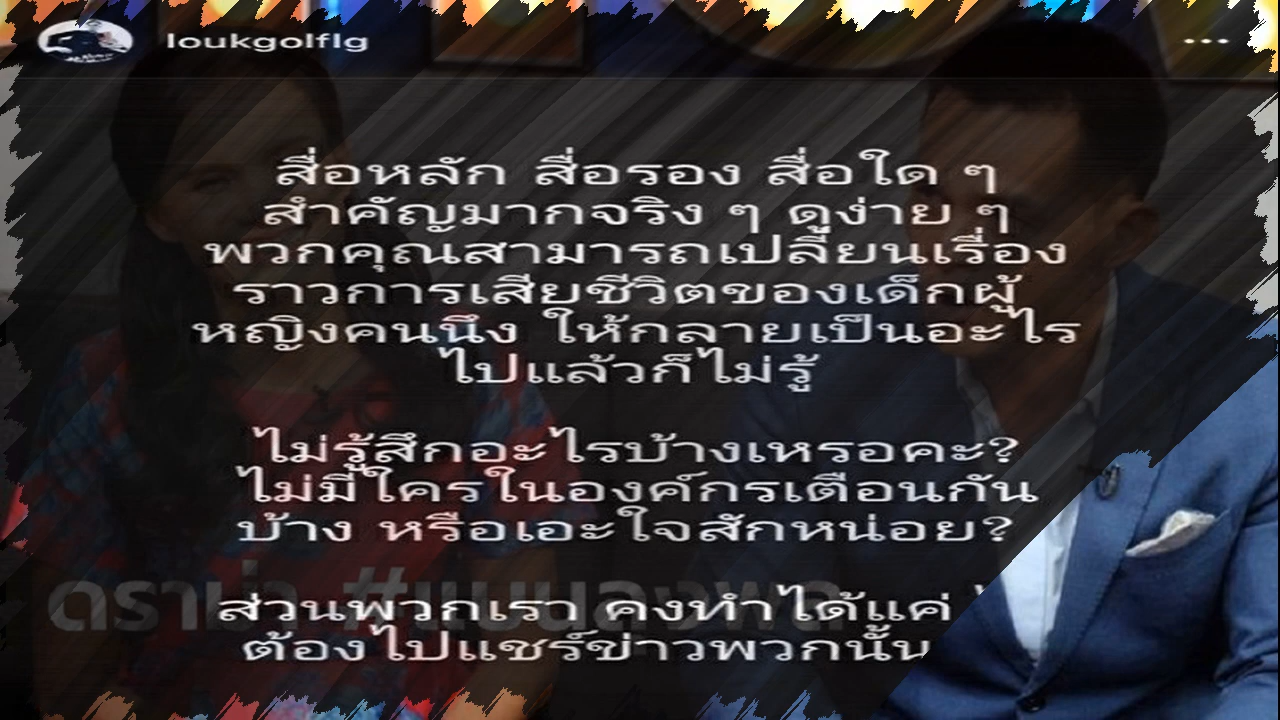 loukgolflg
สื่อหลัก สื่อรอง สื่อใด ๆ
สำคัญมากจริง ๆ ดูง่าย ๆ
พวกคุณสามารถเปลี่ยนเรื่อง
ราวการเสียชีวิตของเด็กผู้
หญิงคนนึง ให้กลายเป็นอะไร
ไปแล้วก็ไม่รู้
ไม่รู้สึกอะไรบ้างเหรอคะ?
ไม่มีใครในองค์กรเตือนกัน
บ้าง หรือเอะใจสักหน่อย?
ส่วนพวกเรา คงทำได้แค่
ต้องไปแชร์ข่าวพวกนั้น
ดราม่า